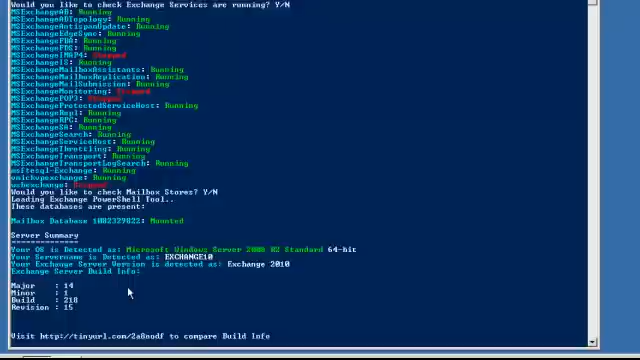 Would you like to check Exchange Services are running? Y/N
MSExchangeAB: Running
MSExchangeADTopology: Running
MSExchangeAntispamUpdate: Running
MSExchangeEdgeSync: Running
MSExchangeFBA: Running
MSExchangeFDS: Running
MSExchangeIMAP4: Stopped
MSExchangeIS: Running
MSExchangeMailboxAssistants: Running
MSExchangeMailboxReplication: Running
MSExchangeMailSubmission: Running
MSExchangeMonitoring: Stopped
MSExchangePOP3: Stopped
MSExchangeProtectedServiceHost: Running
MSExchangeRepl: Running
MSExchangeRPC: Running
MSExchangeSA: Running
MSExchangeSearch: Running
MSExchangeServiceHost: Running
MSExchangeThrottling: Running
MSExchangeTransport: Running
MSExchangeTransportLogSearch: Running
msftesql-Exchange: Running
vmickvpexchange: Running
wsbexchange: Stopped
Would you like to check Mailbox Stores? Y/N
Loading Exchange PowerShell Tool..
These databases are present:
Mailbox Database 1002329823: Mounted
Server Summary
==============
Your OS is Detected as: Microsoft Windows Server 2008 R2 Standard 64-bit
Your Servername is Detected as: EXCHANGE10
Your Exchange Server Version is detected as: Exchange 2010
Exchange Server Build Info:
Major : 14
Minor : 1
Build : 218
Revision : 15
Visit http://tinyurl.com/2a8nodf to compare Build Info